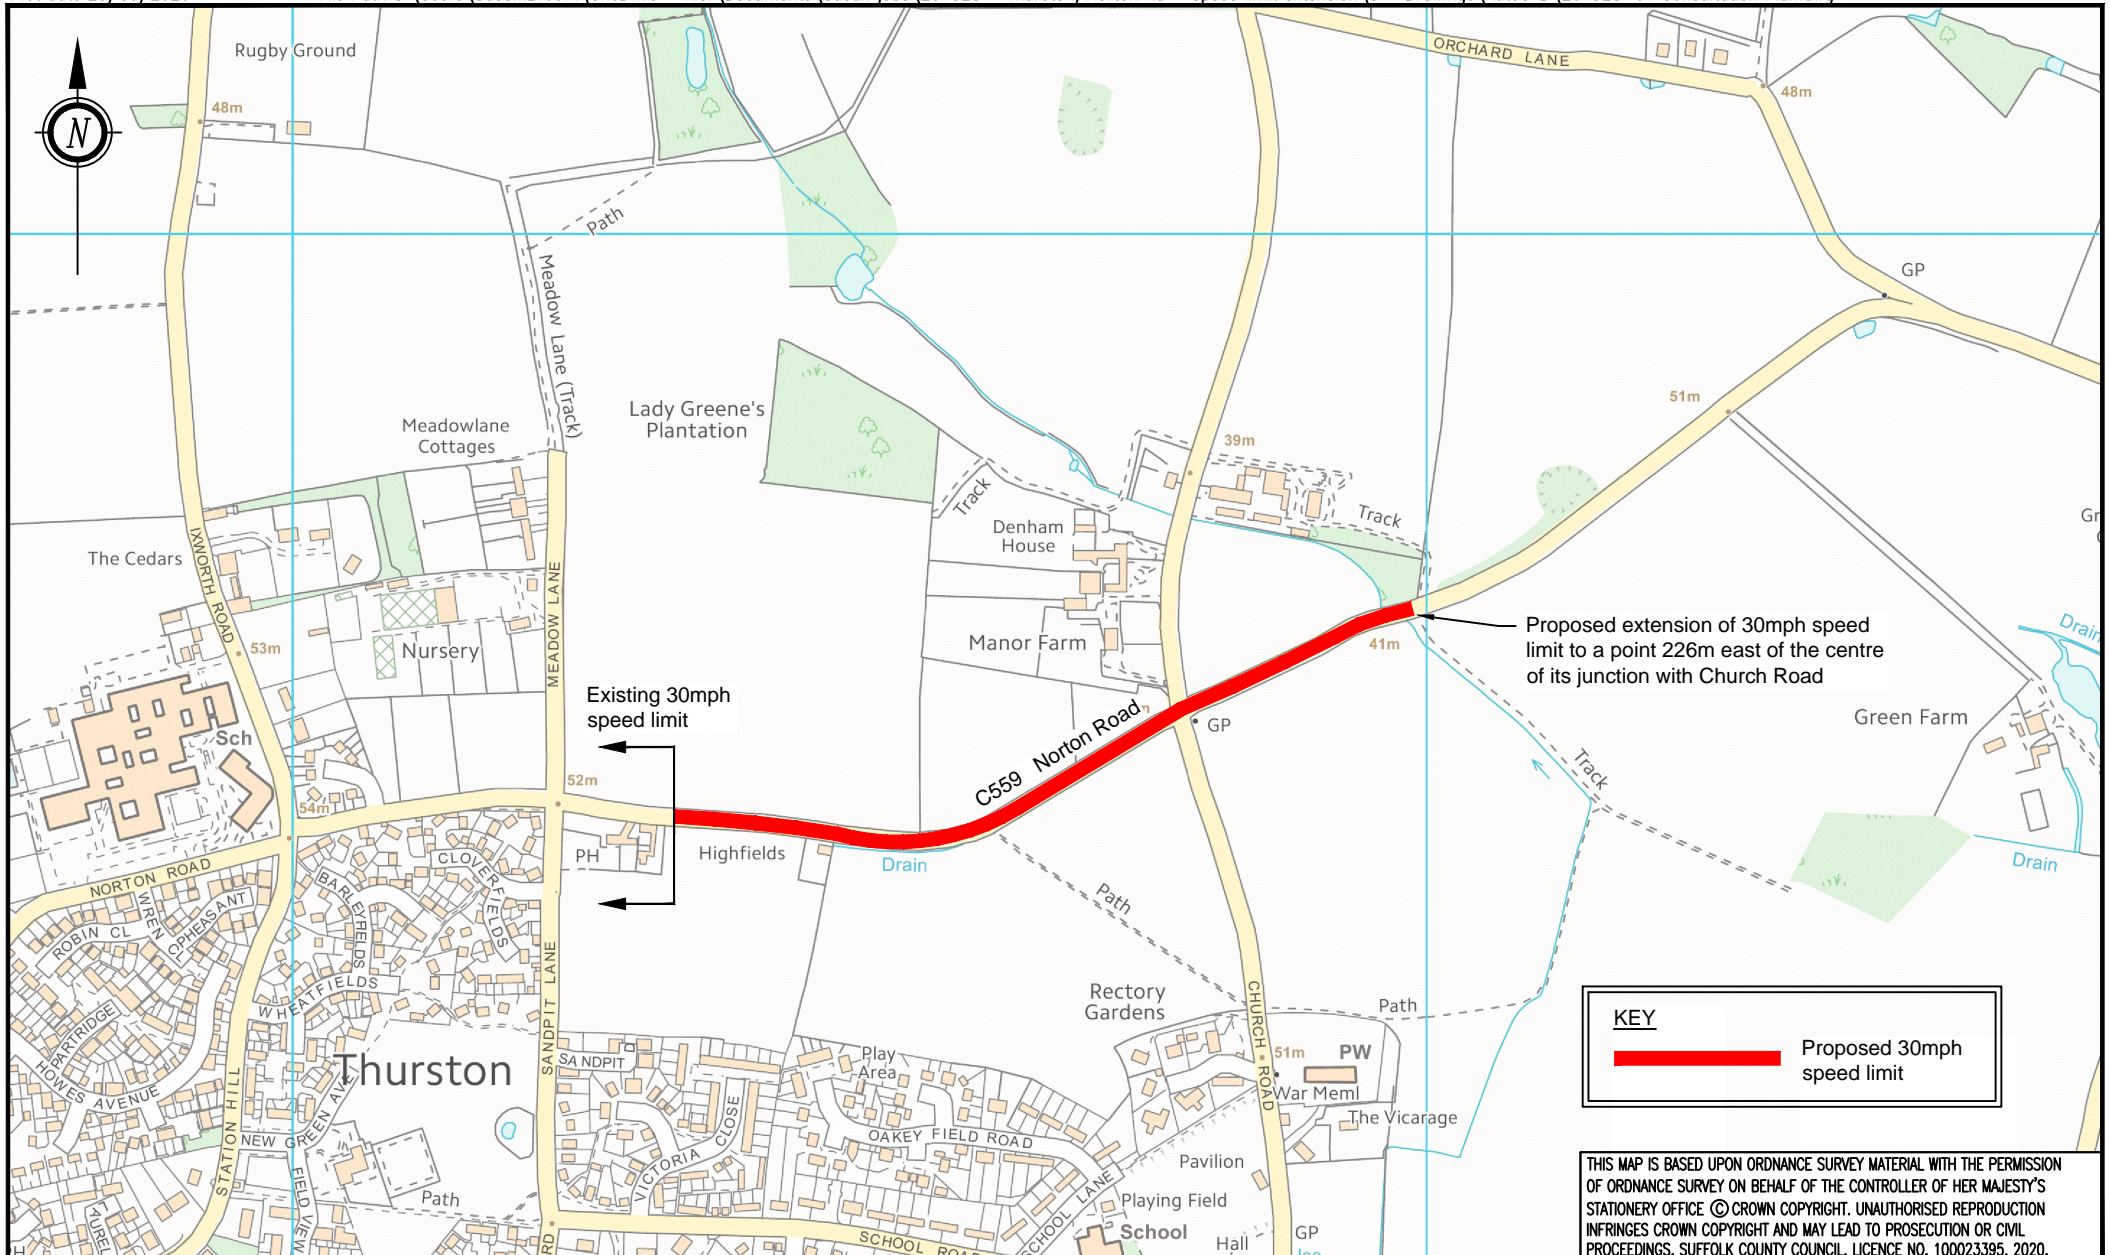 Rugby Ground
48m
N
ORCHARD LANE
48m
Path
Meadow Lane (Track)
GP
Lady Greene's
Plantation
Meadowlane
Cottages
39m
51m
Track
Track
Denham
House
The Cedars
IXWORTH ROAD
MEADOW LANE
53m
Nursery
Manor Farm
41m
Proposed extension of 30mph speed
limit to a point 226m east of the centre
of its junction with Church Road
Drain
Green Farm
Existing 30mph
speed limit
C559 Norton Road
GP
Sch
52m
54m
Track
PH
Highfields
Drain
Drain
NORTON ROAD
CLOVERFIELDS
BARLEYFIELDS
WREN CL
PHEASANT
ROBIN CL
Path
WHEATFIELDS
SANDPIT LANE
Rectory
Gardens
CHURCH ROAD
Path
PARTRIDGE
HOWES AVENUE
Thurston
SANDPIT
Play
Area
51m
PW
War Meml
The Vicarage
KEY
Proposed 30mph
speed limit
STATION HILL
NEW GREEN AVE
FIELD VIEW
VICTORIA CLOSE
OAKEY FIELD ROAD
Pavilion
Path
Playing Field
School
SCHOOL LANE
SCHOOL ROAD
Hall
GP
THIS MAP IS BASED UPON ORDNANCE SURVEY MATERIAL WITH THE PERMISSION
OF ORDNANCE SURVEY ON BEHALF OF THE CONTROLLER OF HER MAJESTY'S
STATIONERY OFFICE © CROWN COPYRIGHT. UNAUTHORISED REPRODUCTION
INFRINGES CROWN COPYRIGHT AND MAY LEAD TO PROSECUTION OR CIVIL
PROCEEDINGS. SUFFOLK COUNTY COUNCIL. LICENCE NO. 100023395. 2020.